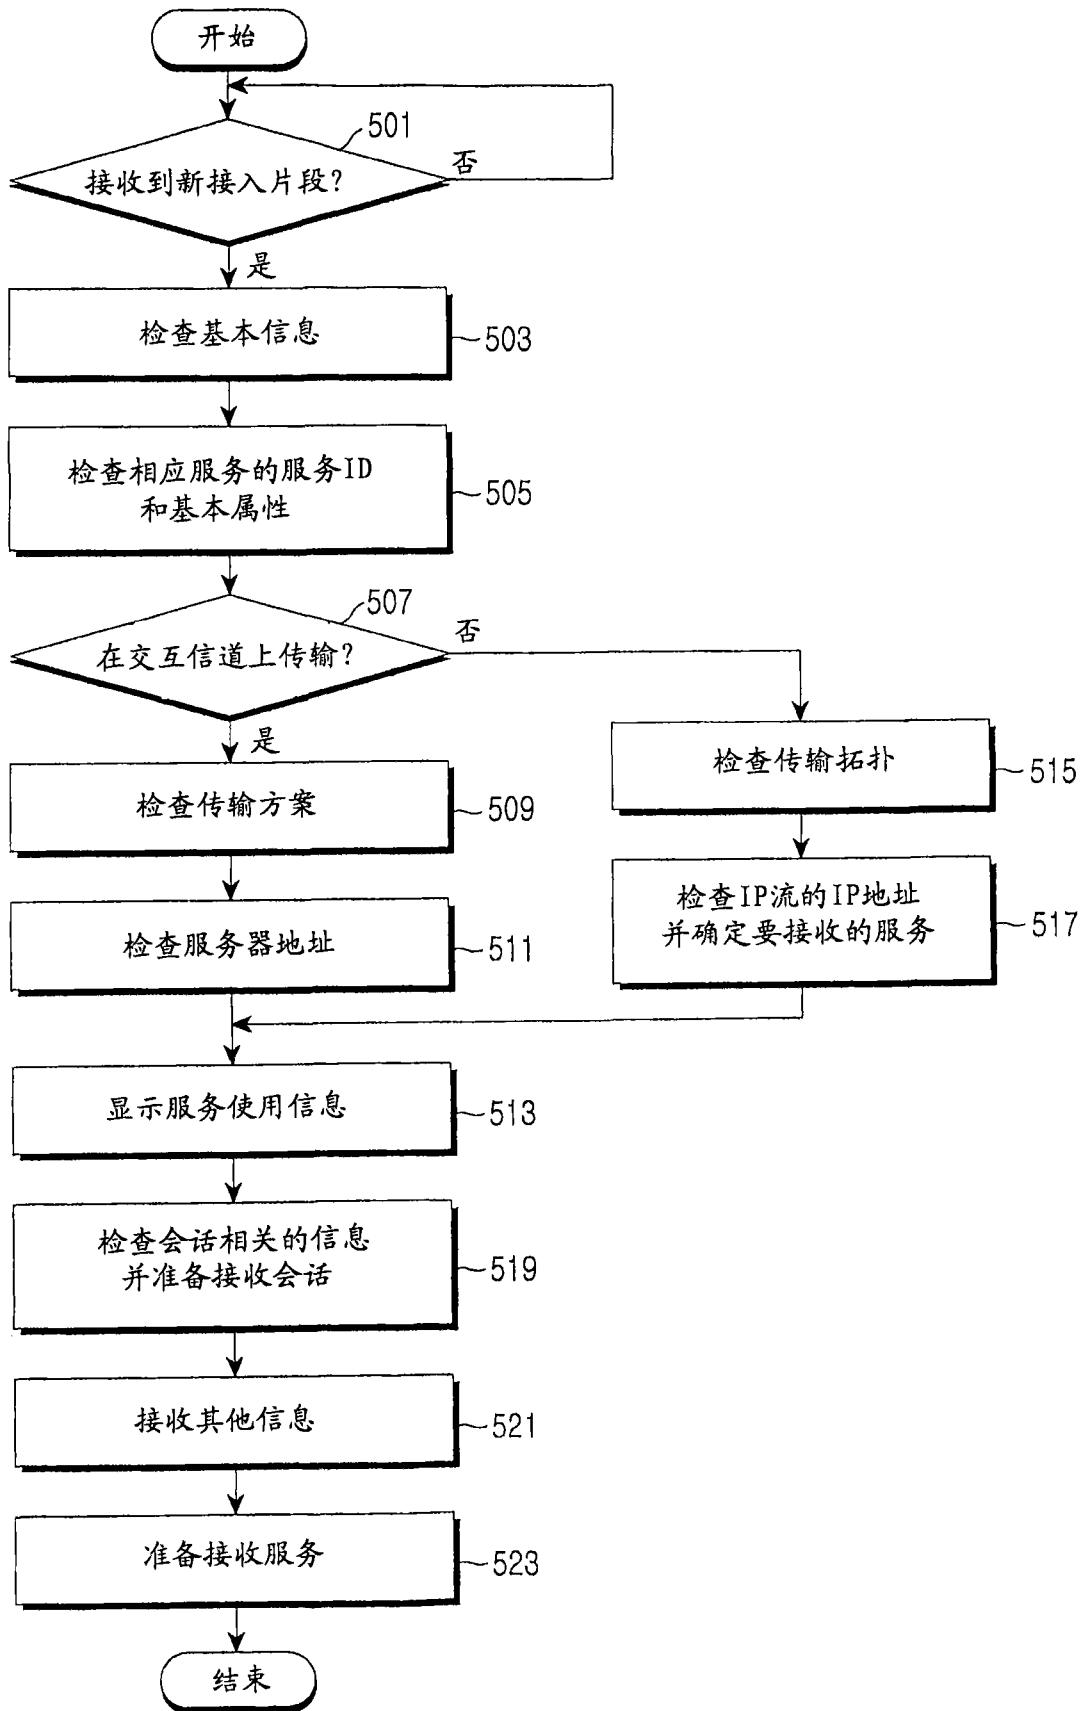 开始
501
接收到新接入片段?
否
是
检查基本信息
503
检查相应服务的服务ID
和基本属性
505
507
在交互信道上传输?
否
是
检查传输方案
509
检查传输拓扑
515
检查服务器地址
511
检查IP流的IP地址
并确定要接收的服务
517
显示服务使用信息
513
检查会话相关的信息
并准备接收会话
519
接收其他信息
521
准备接收服务
523
结束